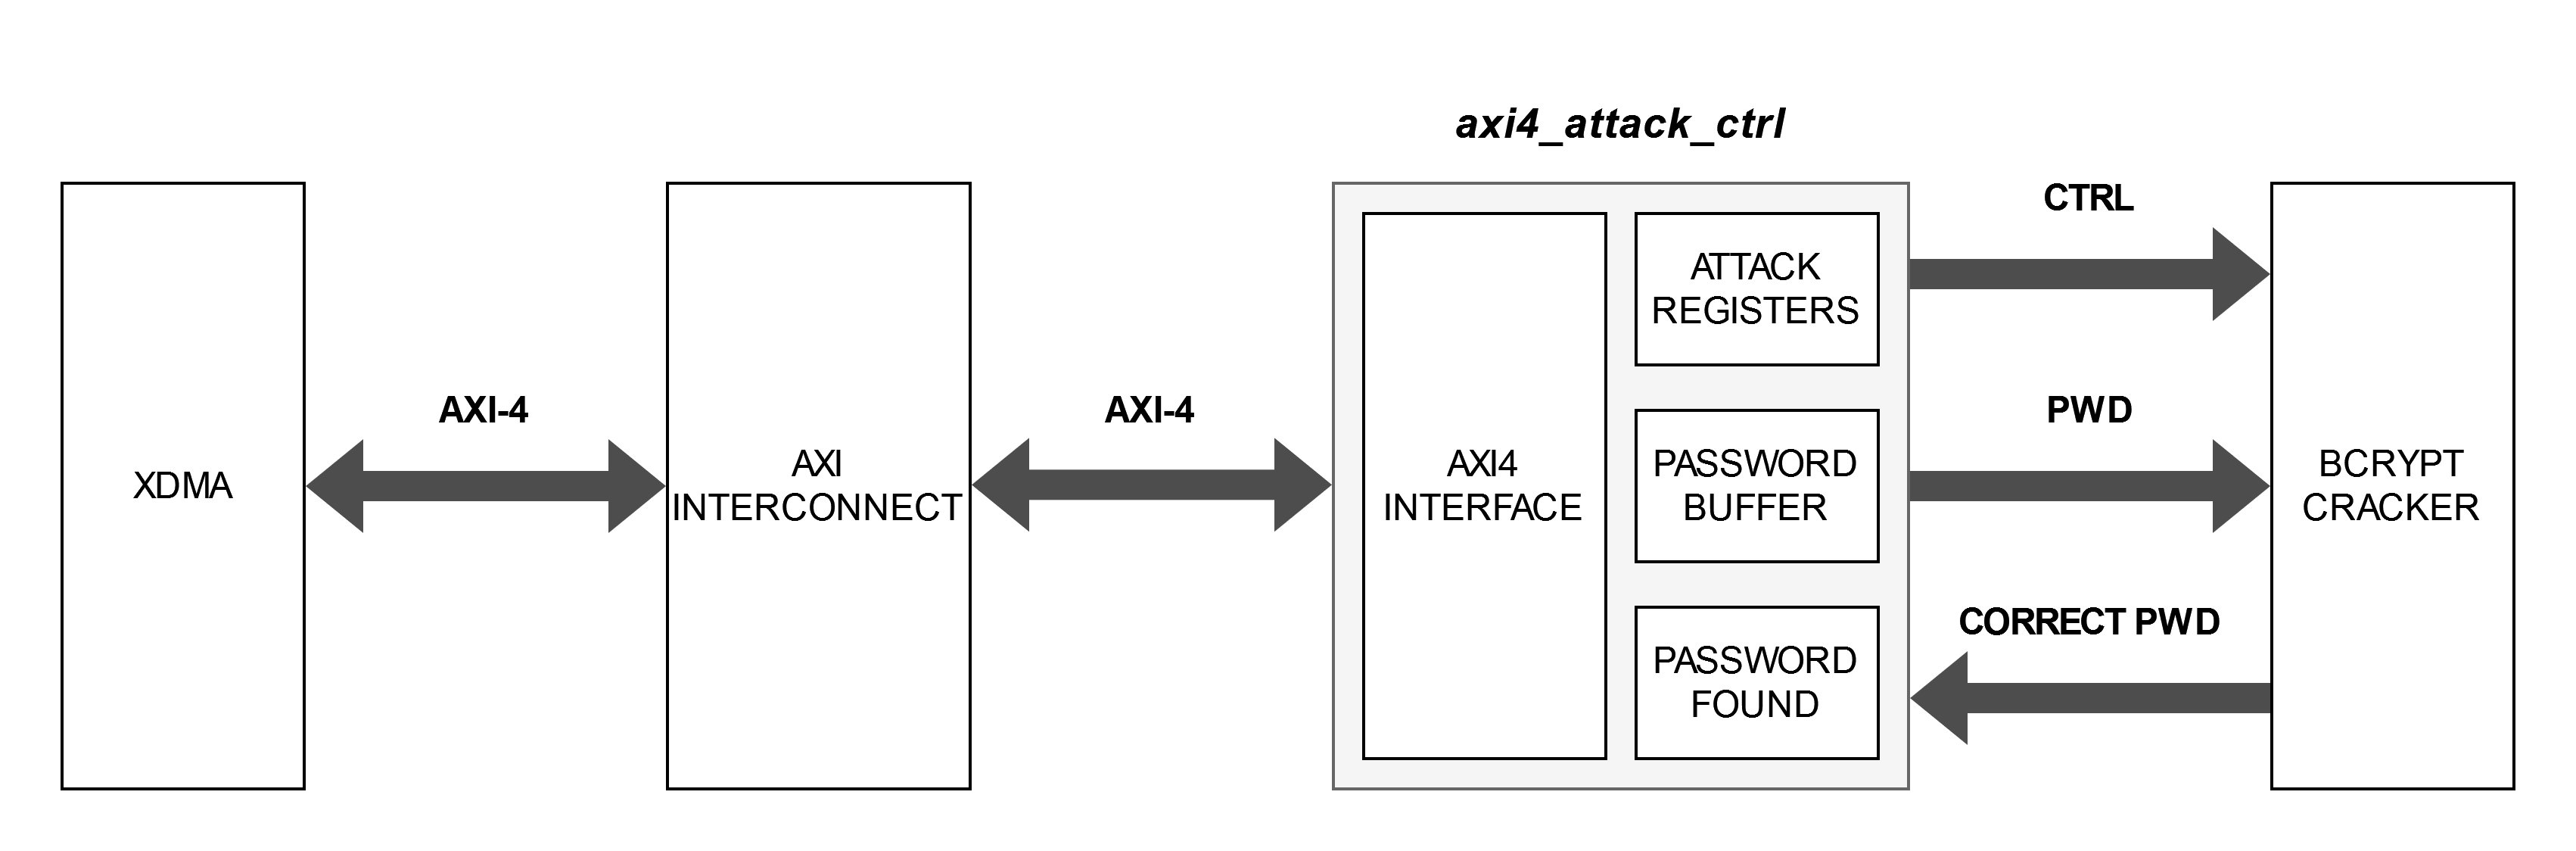 axi4_attack_ctrl
XDMA
AXI-4
AXI
INTERCONNECT
AXI-4
AXI4
INTERFACE
ATTACK
REGISTERS
PASSWORD
BUFFER
PASSWORD
FOUND
CTRL
PWD
CORRECT PWD
BCRYPT
CRACKER